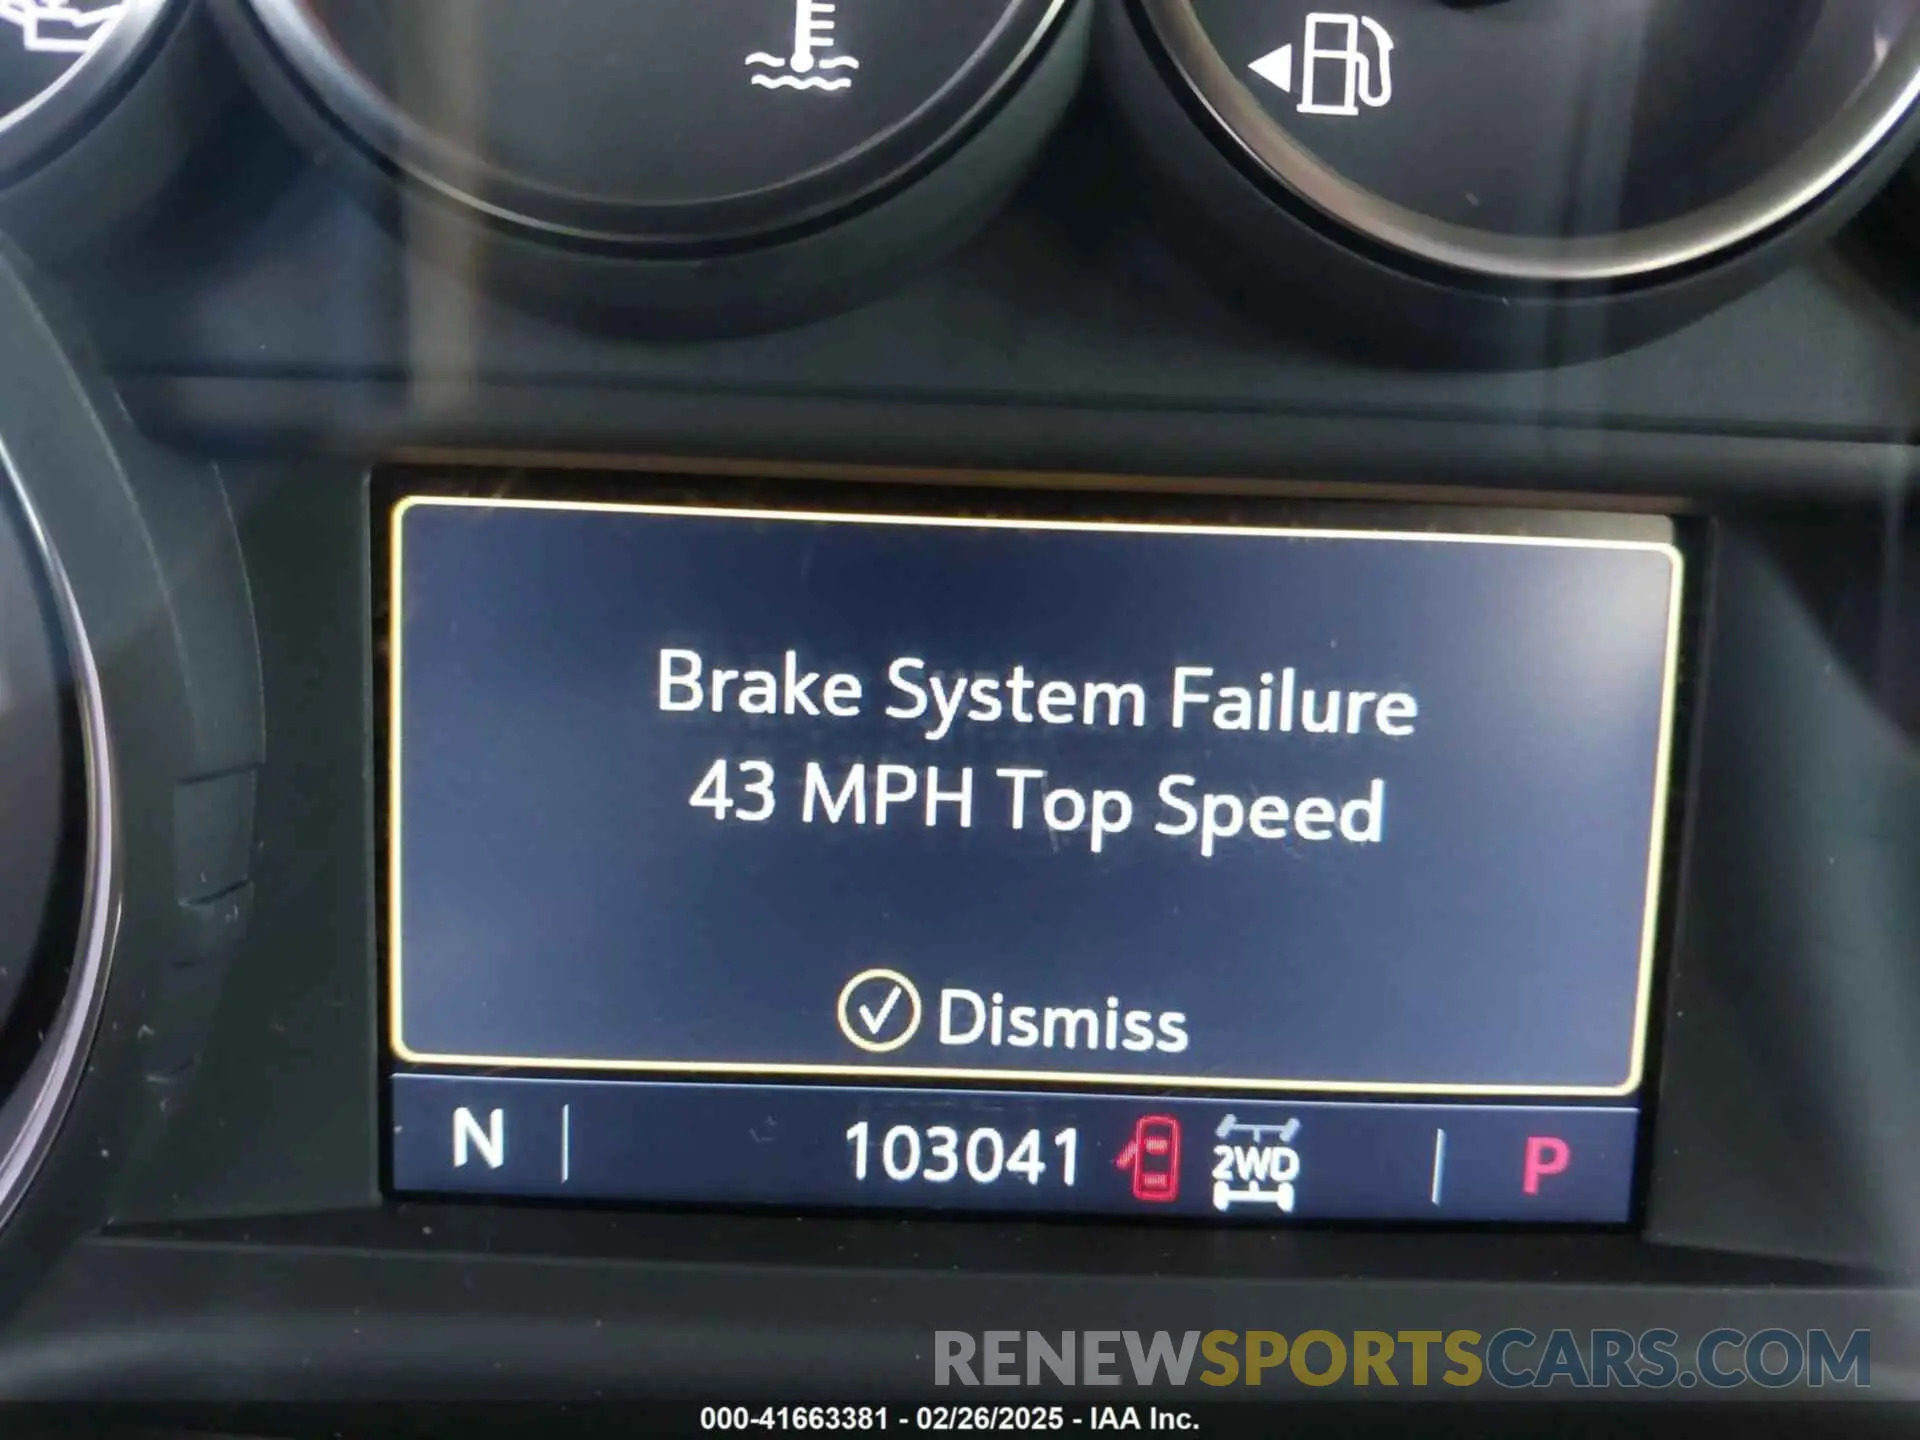 Brake System Failure
43 MPH Top Speed
Dismiss
N 103041 2WD P
RENEWSPORTSCARS.COM
000-41663381 - 02/26/2025 - IAA Inc.